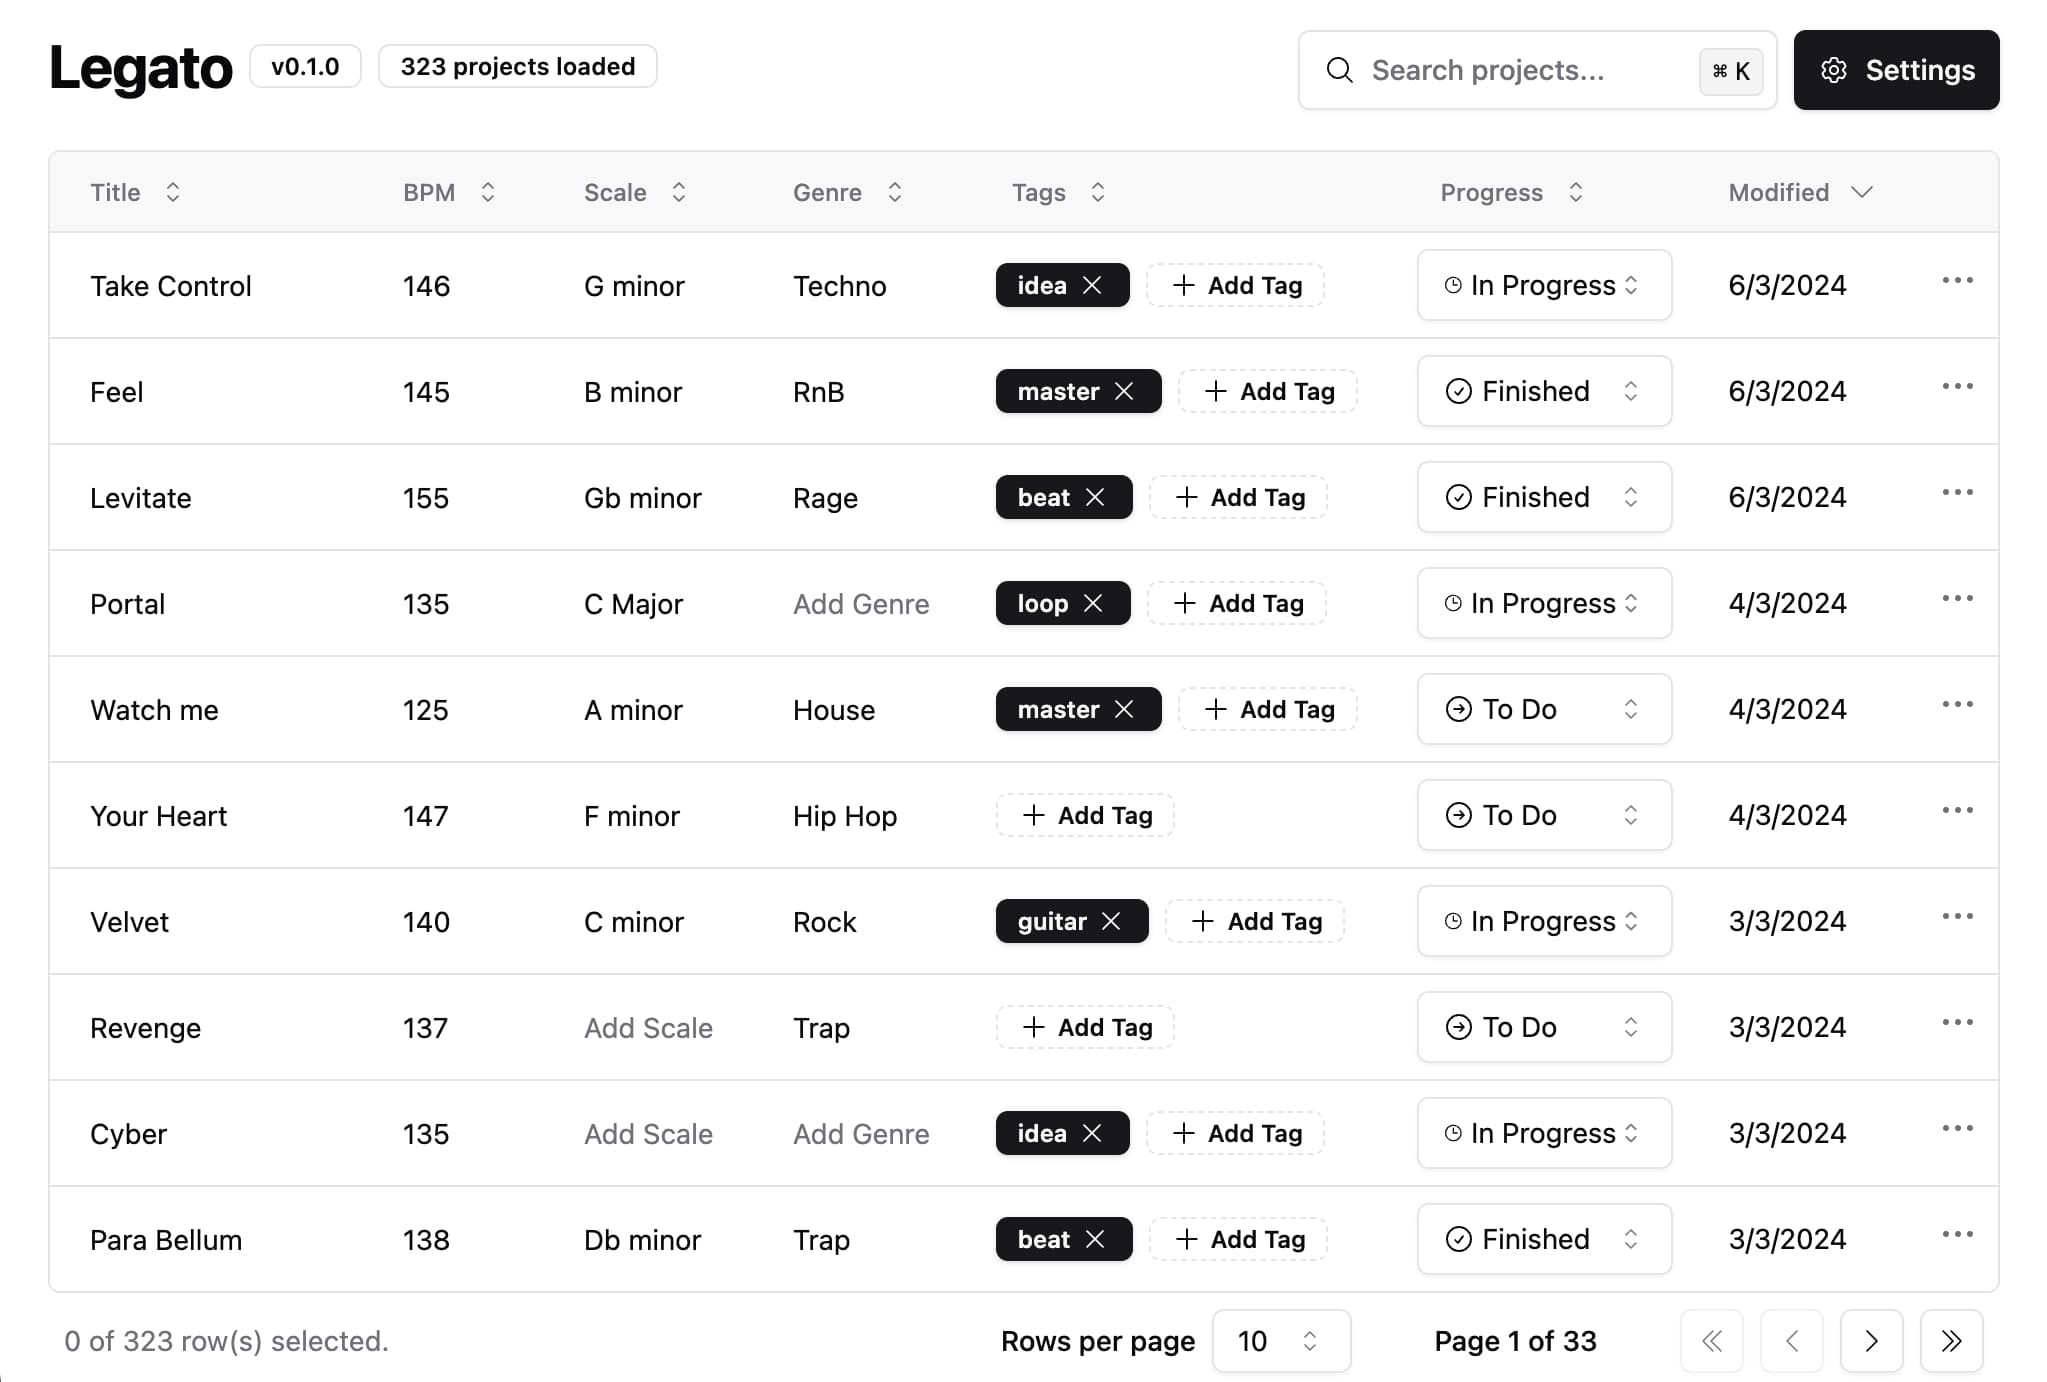 Legato v0.1.0 323 projects loaded Search projects... ⌘ K Settings
Title BPM Scale Genre Tags Progress Modified
Take Control 146 G minor Techno idea Add Tag In Progress 6/3/2024
Feel 145 B minor RnB master Add Tag Finished 6/3/2024
Levitate 155 Gb minor Rage beat Add Tag Finished 6/3/2024
Portal 135 C Major Add Genre loop Add Tag In Progress 4/3/2024
Watch me 125 A minor House master Add Tag To Do 4/3/2024
Your Heart 147 F minor Hip Hop Add Tag To Do 4/3/2024
Velvet 140 C minor Rock guitar Add Tag In Progress 3/3/2024
Revenge 137 Add Scale Trap Add Tag To Do 3/3/2024
Cyber 135 Add Scale Add Genre idea Add Tag In Progress 3/3/2024
Para Bellum 138 Db minor Trap beat Add Tag Finished 3/3/2024
0 of 323 row(s) selected. Rows per page 10 Page 1 of 33